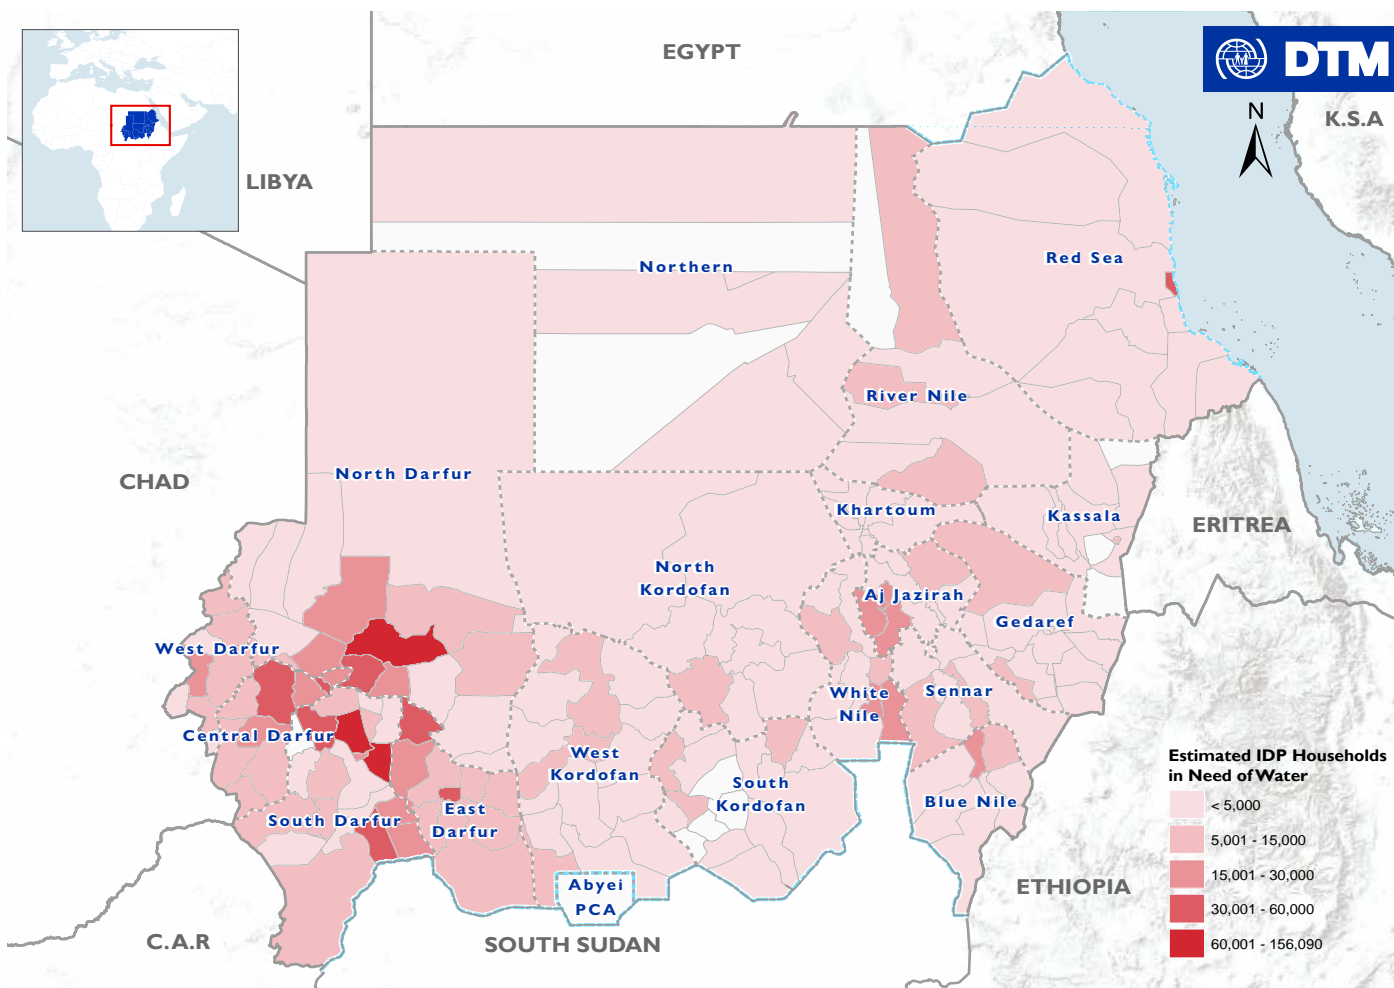 EGYPT
DTM
N
K.S.A
LIBYA
Northern
Red Sea
River Nile
CHAD
North Darfur
Khartoum
Kassala
ERITREA
North
Kordofan
Aj Jazirah
Gedaref
West Darfur
White
Nile
Sennar
Central Darfur
West
Kordofan
South
Kordofan
Blue Nile
South Darfur
East
Darfur
Abyei
PCA
ETHIOPIA
C.A.R
SOUTH SUDAN
Estimated IDP Households
in Need of Water
< 5,000
5,001 - 15,000
15,001 - 30,000
30,001 - 60,000
60,001 - 156,090